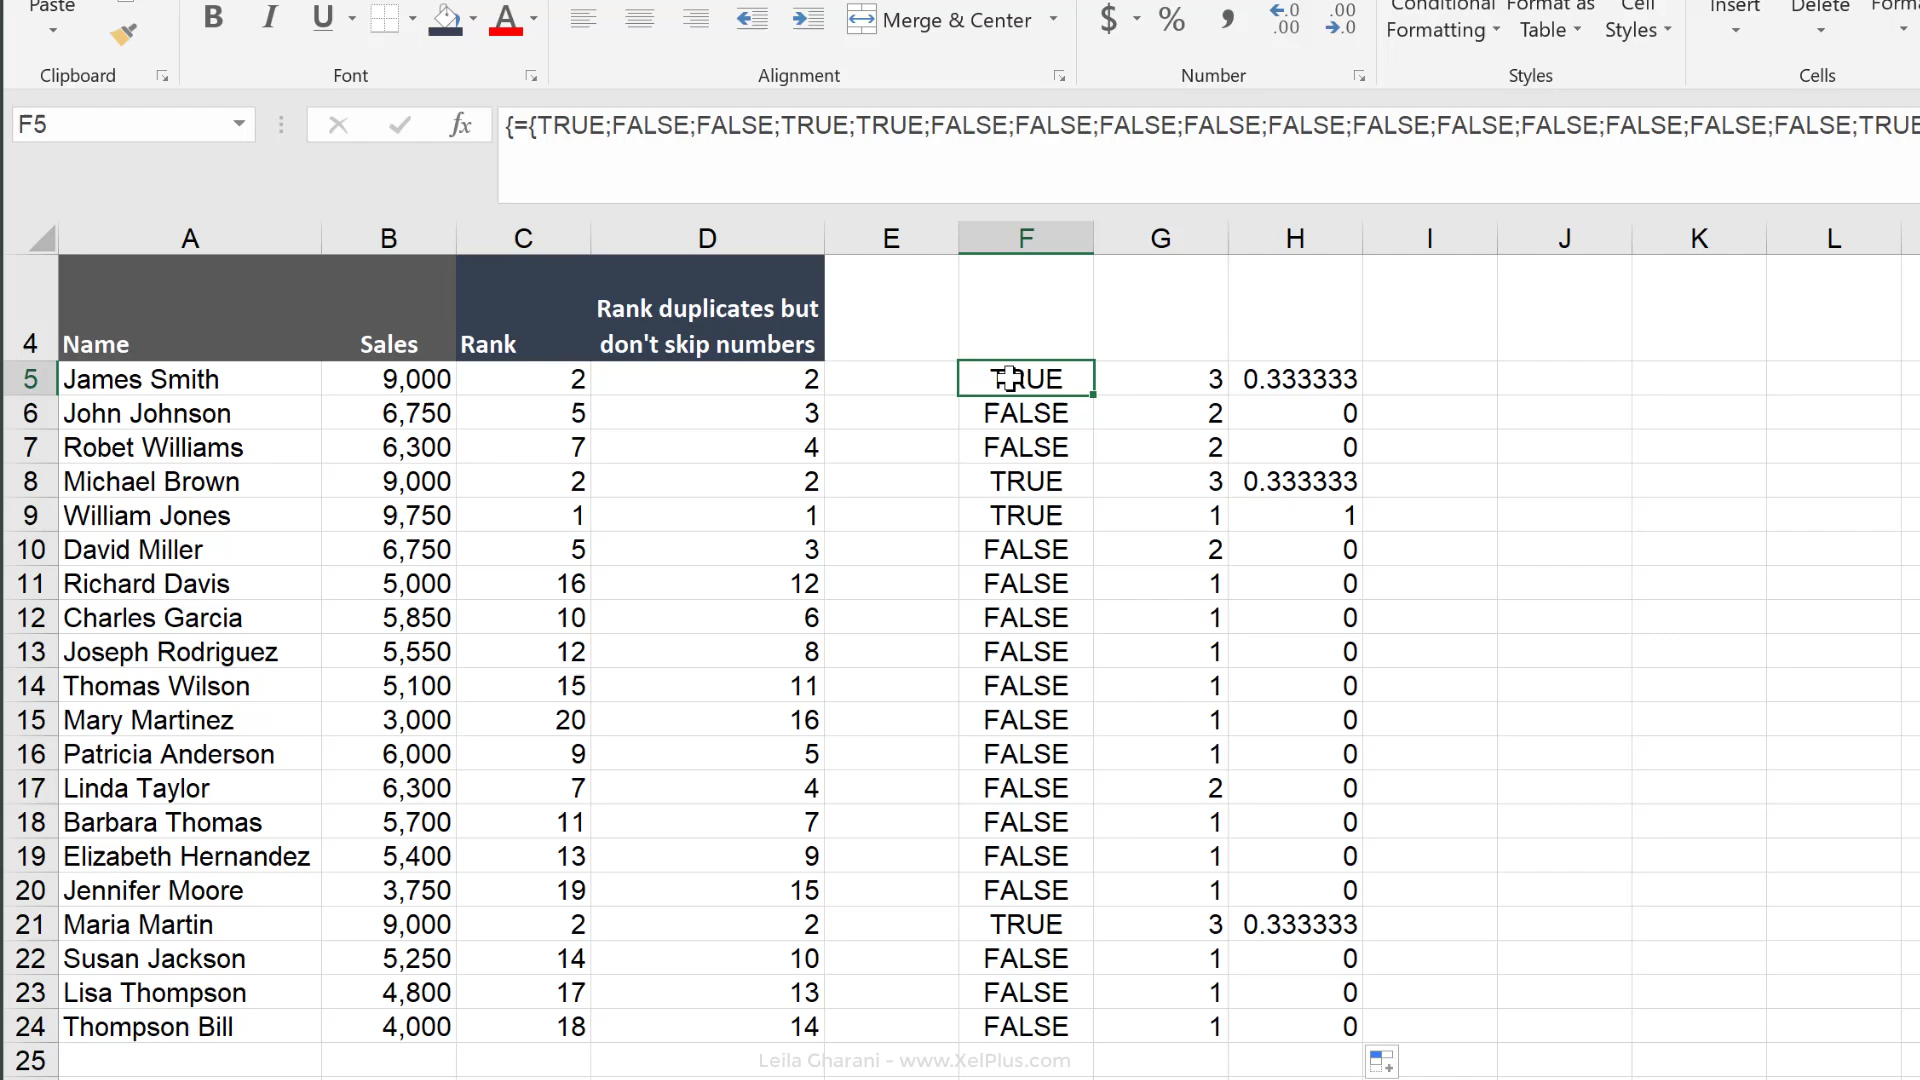 Paste
B I U A
Merge & Center
$ % , .0 .00 .00 .0
Conditional Formatting
Format as Table
Cell Styles
Insert
Delete
Clipboard Font Alignment Number Styles Cells
F5 fx {={TRUE;FALSE;FALSE;TRUE;TRUE;FALSE;FALSE;FALSE;FALSE;FALSE;FALSE;FALSE;FALSE;FALSE;FALSE;FALSE;TRUE
A B C D E F G H I J K L
4 Name Sales Rank Rank duplicates but
don't skip numbers
5 James Smith 9,000 2 2 TRUE 3 0.333333
6 John Johnson 6,750 5 3 FALSE 2 0
7 Robet Williams 6,300 7 4 FALSE 2 0
8 Michael Brown 9,000 2 2 TRUE 3 0.333333
9 William Jones 9,750 1 1 TRUE 1 1
10 David Miller 6,750 5 3 FALSE 2 0
11 Richard Davis 5,000 16 12 FALSE 1 0
12 Charles Garcia 5,850 10 6 FALSE 1 0
13 Joseph Rodriguez 5,550 12 8 FALSE 1 0
14 Thomas Wilson 5,100 15 11 FALSE 1 0
15 Mary Martinez 3,000 20 16 FALSE 1 0
16 Patricia Anderson 6,000 9 5 FALSE 1 0
17 Linda Taylor 6,300 7 4 FALSE 2 0
18 Barbara Thomas 5,700 11 7 FALSE 1 0
19 Elizabeth Hernandez 5,400 13 9 FALSE 1 0
20 Jennifer Moore 3,750 19 15 FALSE 1 0
21 Maria Martin 9,000 2 2 TRUE 3 0.333333
22 Susan Jackson 5,250 14 10 FALSE 1 0
23 Lisa Thompson 4,800 17 13 FALSE 1 0
24 Thompson Bill 4,000 18 14 FALSE 1 0
25
Leila Gharani - www.XelPlus.com